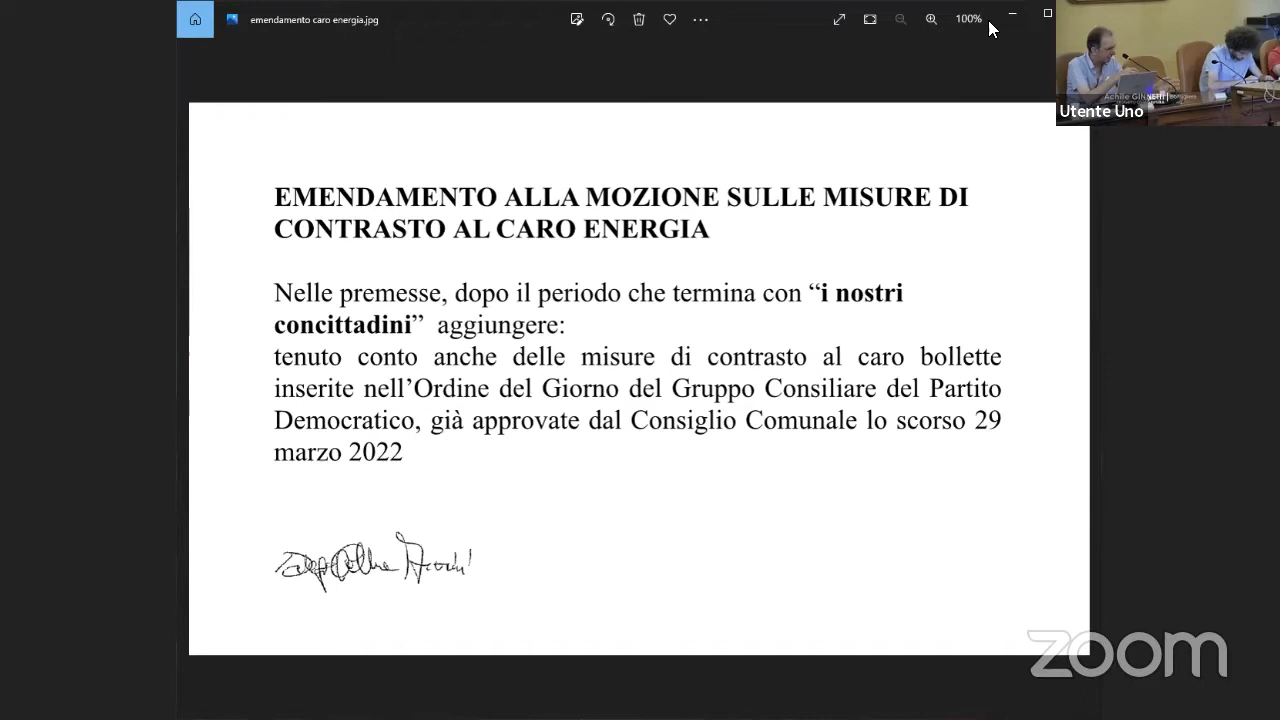 emendamento caro energia.jpg
100%
Utente Uno
EMENDAMENTO ALLA MOZIONE SULLE MISURE DI
CONTRASTO AL CARO ENERGIA
Nelle premesse, dopo il periodo che termina con “i nostri
concittadini” aggiungere:
tenuto conto anche delle misure di contrasto al caro bollette
inserite nell’Ordine del Giorno del Gruppo Consiliare del Partito
Democratico, già approvate dal Consiglio Comunale lo scorso 29
marzo 2022
zoom